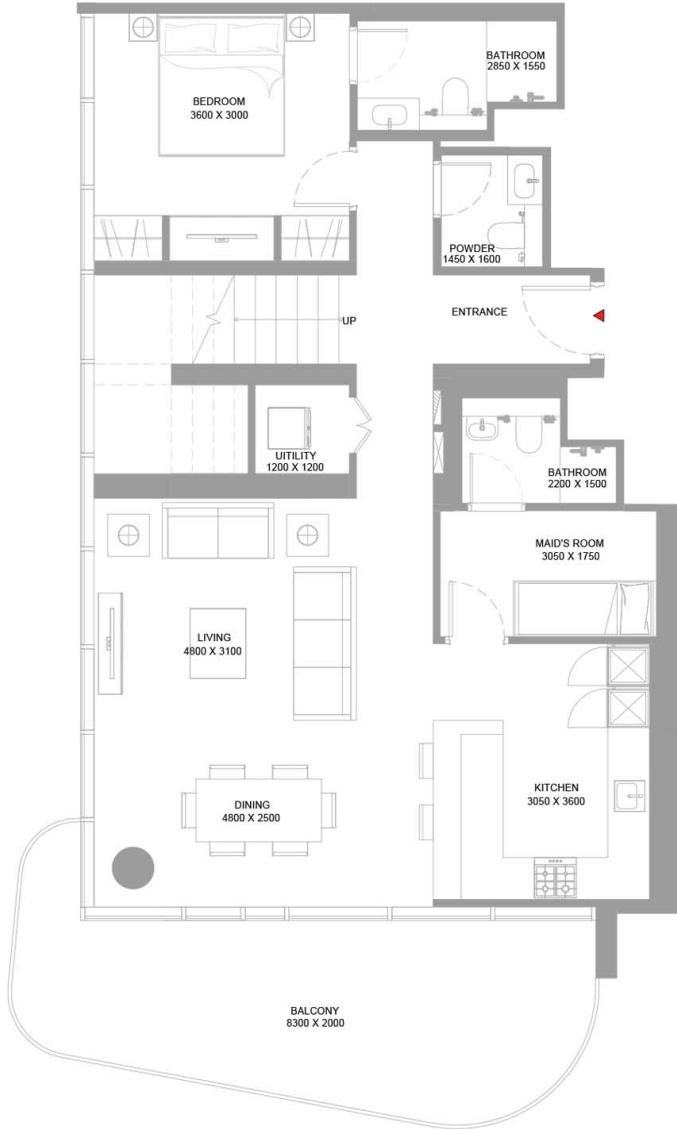 BATHROOM
2850 X 1550
BEDROOM
3600 X 3000
POWDER
1450 X 1600
UP
ENTRANCE
UITILITY
1200 X 1200
BATHROOM
2200 X 1500
MAID'S ROOM
3050 X 1750
LIVING
4800 X 3100
KITCHEN
3050 X 3600
DINING
4800 X 2500
BALCONY
8300 X 2000